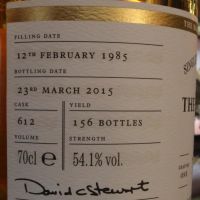 FILLING DATE
12TH FEBRUARY 1985
BOTTLING DATE
23RD MARCH 2015
CASK YIELD
612 156 BOTTLES
VOLUME STRENGTH
70cl e 54.1% vol.
David C Stewart
THE